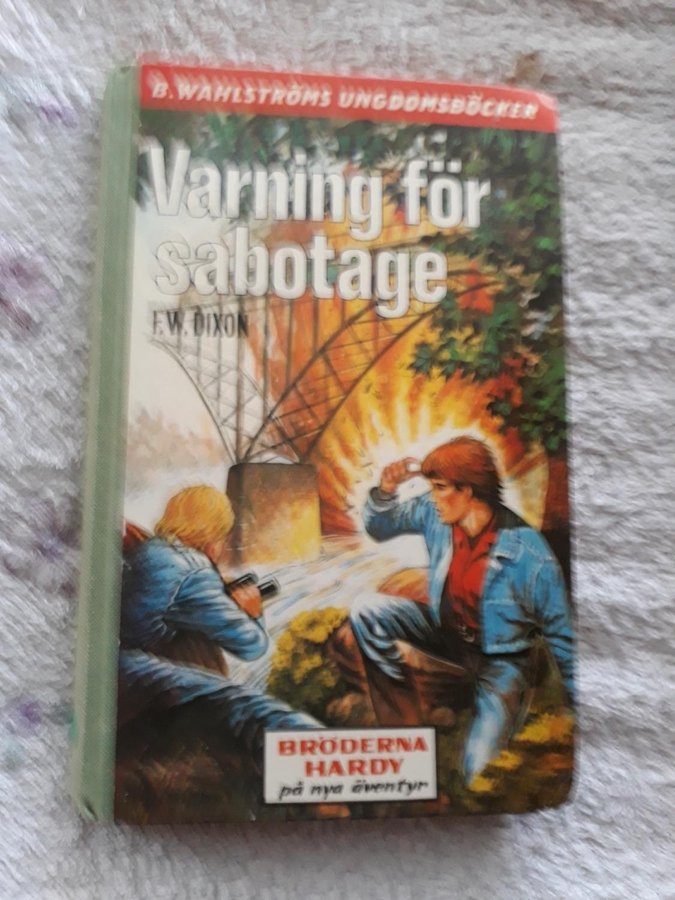 B. WAHLSTRÖMS UNGDOMSBÖCKER
Varning för
sabotage
F.W. DIXON
BRÖDERNA
HARDY
på nya äventyr